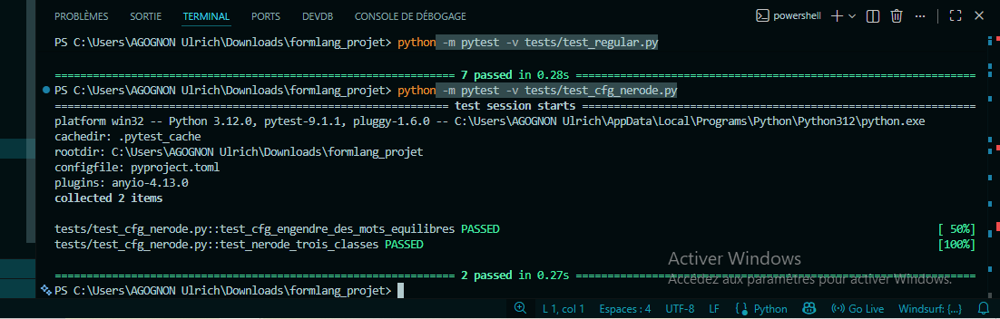 PROBLÈMES SORTIE TERMINAL PORTS DEVDB CONSOLE DE DÉBOGAGE powershell
PS C:\Users\AGOGNON Ulrich\Downloads\formlang_projet> python -m pytest -v tests/test_regular.py
7 passed in 0.28s
PS C:\Users\AGOGNON Ulrich\Downloads\formlang_projet> python -m pytest -v tests/test_cfg_nerode.py
test session starts
platform win32 -- Python 3.12.0, pytest-9.1.1, pluggy-1.6.0 -- C:\Users\AGOGNON Ulrich\AppData\Local\Programs\Python\Python312\python.exe
cachedir: .pytest_cache
rootdir: C:\Users\AGOGNON Ulrich\Downloads\formlang_projet
configfile: pyproject.toml
plugins: anyio-4.13.0
collected 2 items
tests/test_cfg_nerode.py::test_cfg_engendre_des_mots_equilibres PASSED [ 50%]
tests/test_cfg_nerode.py::test_nerode_trois_classes PASSED [100%]
Activer Windows
2 passed in 0.27s
Accédez aux paramètres pour activer Windows.
PS C:\Users\AGOGNON Ulrich\Downloads\formlang_projet>
L 1, col 1 Espaces : 4 UTF-8 LF { } Python Go Live Windsurf: {...}